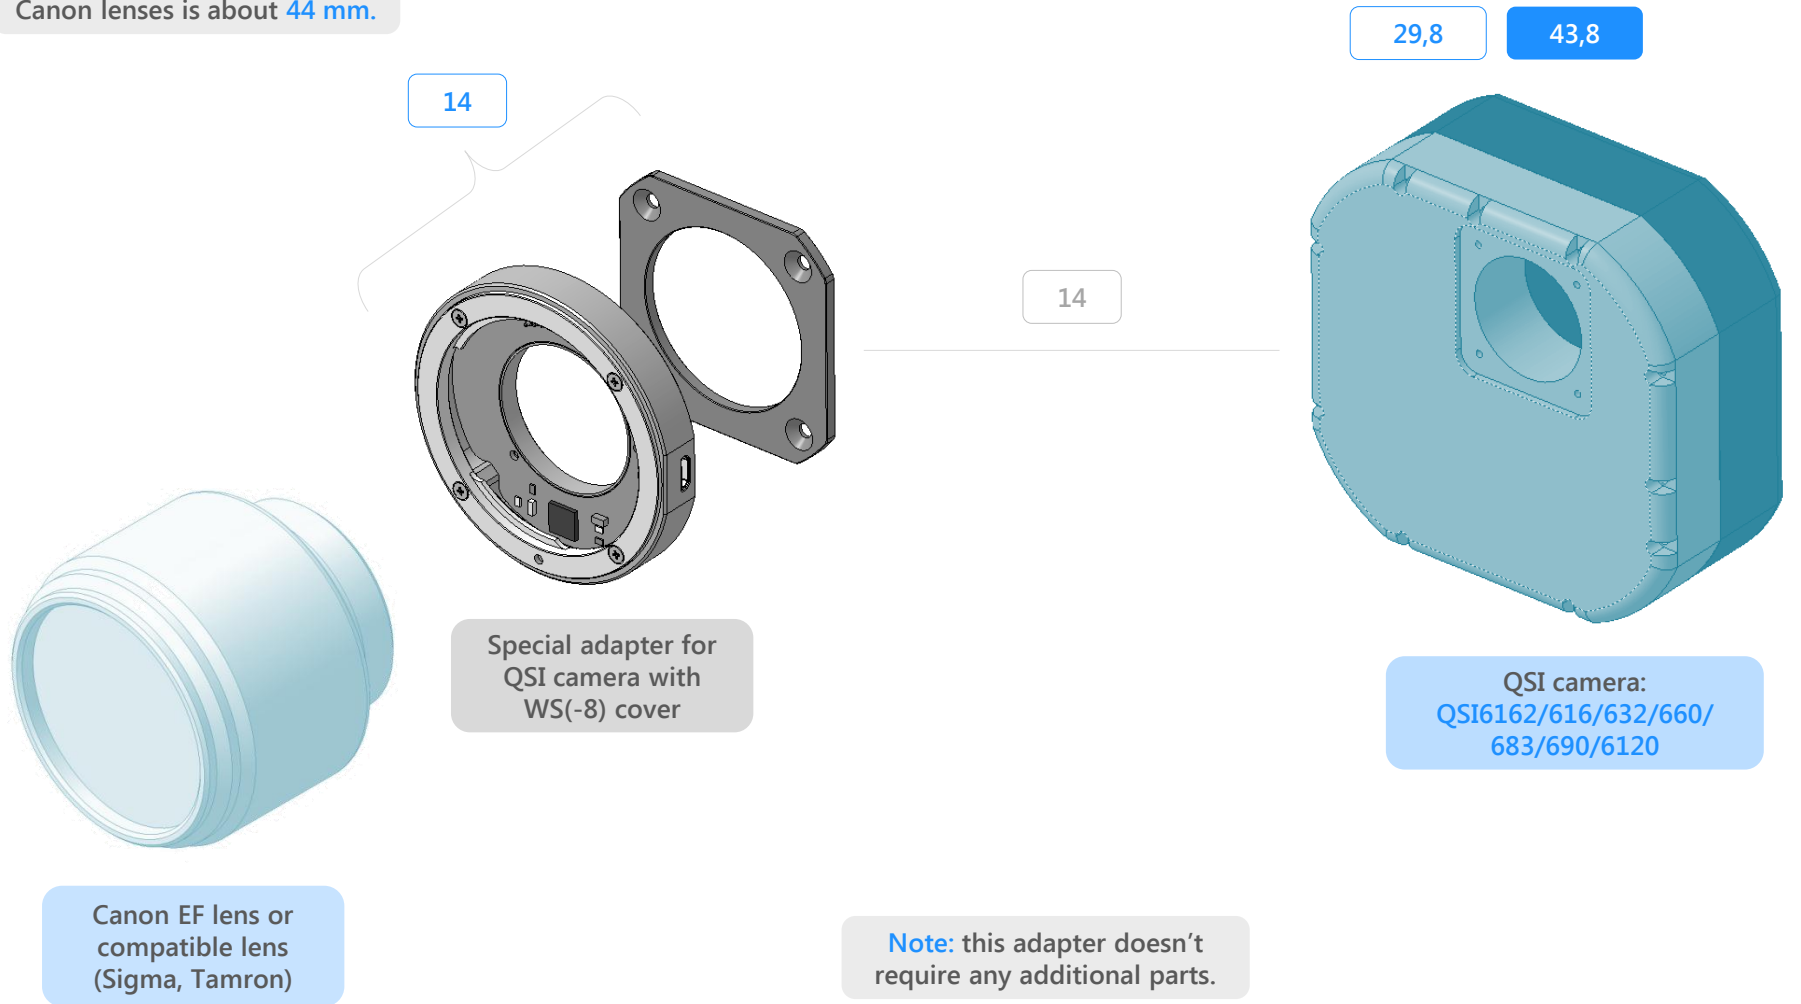 Canon lenses is about 44 mm.
29,8
43,8
14
14
Special adapter for
QSI camera with
WS(-8) cover
QSI camera:
QSI6162/616/632/660/
683/690/6120
Canon EF lens or
compatible lens
(Sigma, Tamron)
Note: this adapter doesn’t
require any additional parts.